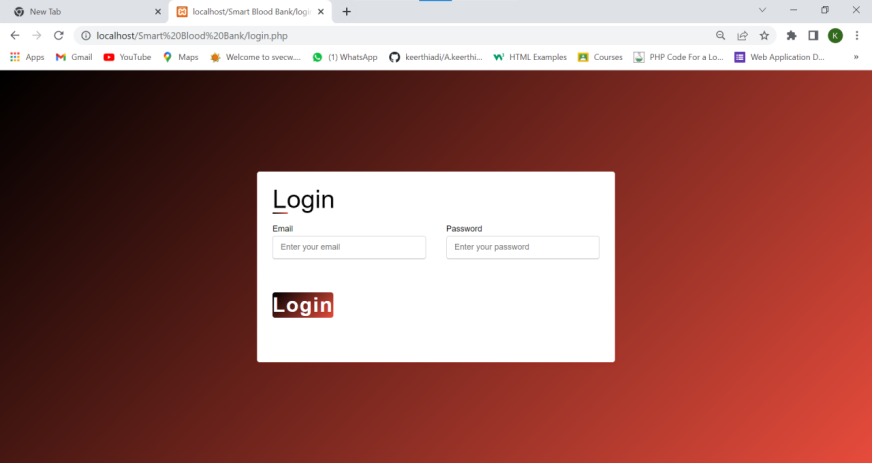 New Tab
localhost/Smart Blood Bank/logi
localhost/Smart%20Blood%20Bank/login.php
K
Apps
Gmail
YouTube
Maps
Welcome to svecw....
(1) WhatsApp
keerthiadi/A.keerthi...
HTML Examples
Courses
PHP Code For a Lo...
Web Application D...
»
Login
Email
Password
Enter your email
Enter your password
Login